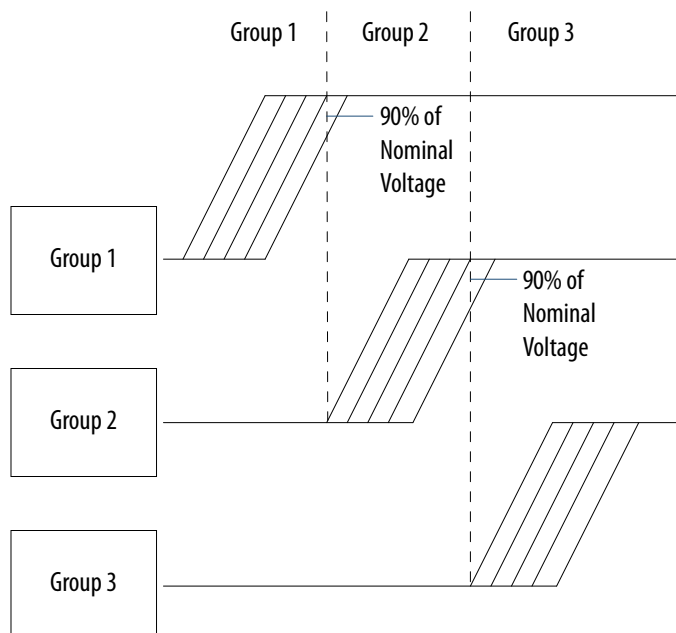 Group 1
Group 2
Group 3
90% of
Nominal
Voltage
Group 1
90% of
Nominal
Voltage
Group 2
Group 3